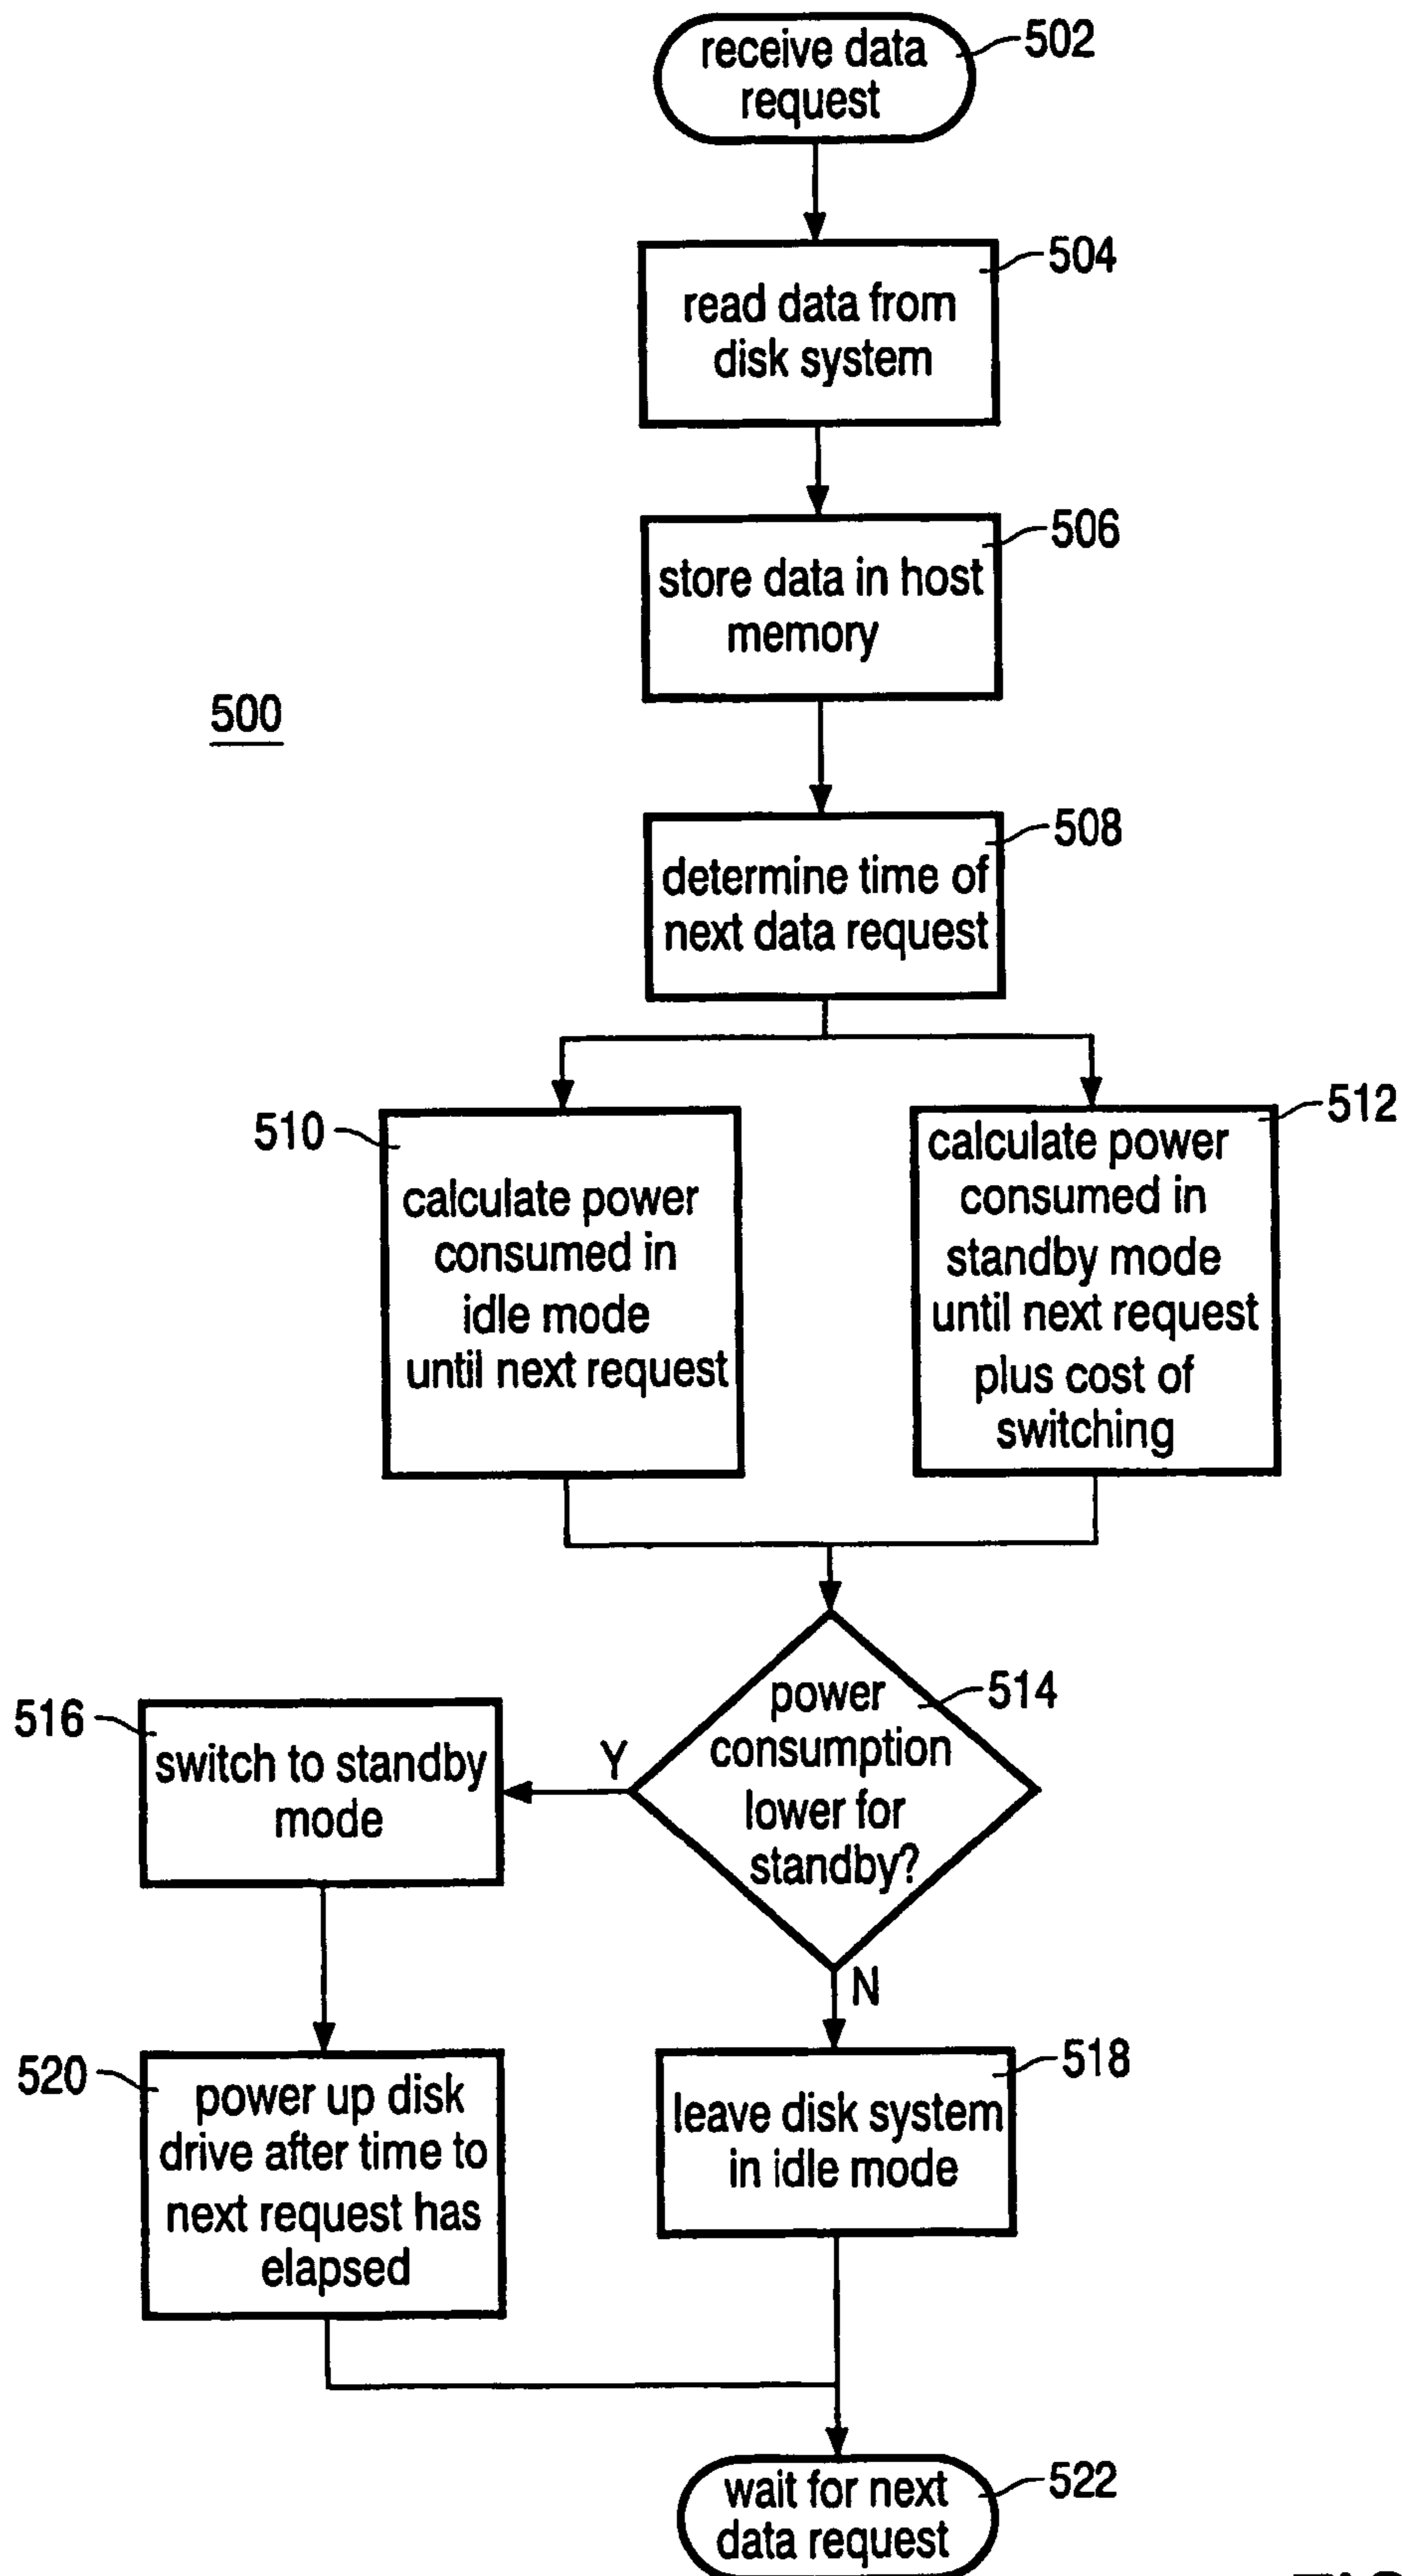 receive data
request
502
504
read data from
disk system
506
store data in host
memory
500
508
determine time of
next data request
510
calculate power
consumed in
idle mode
until next request
512
calculate power
consumed in
standby mode
until next request
plus cost of
switching
514
power
consumption
lower for
standby?
Y
N
516
switch to standby
mode
520
power up disk
drive after time to
next request has
elapsed
518
leave disk system
in idle mode
522
wait for next
data request